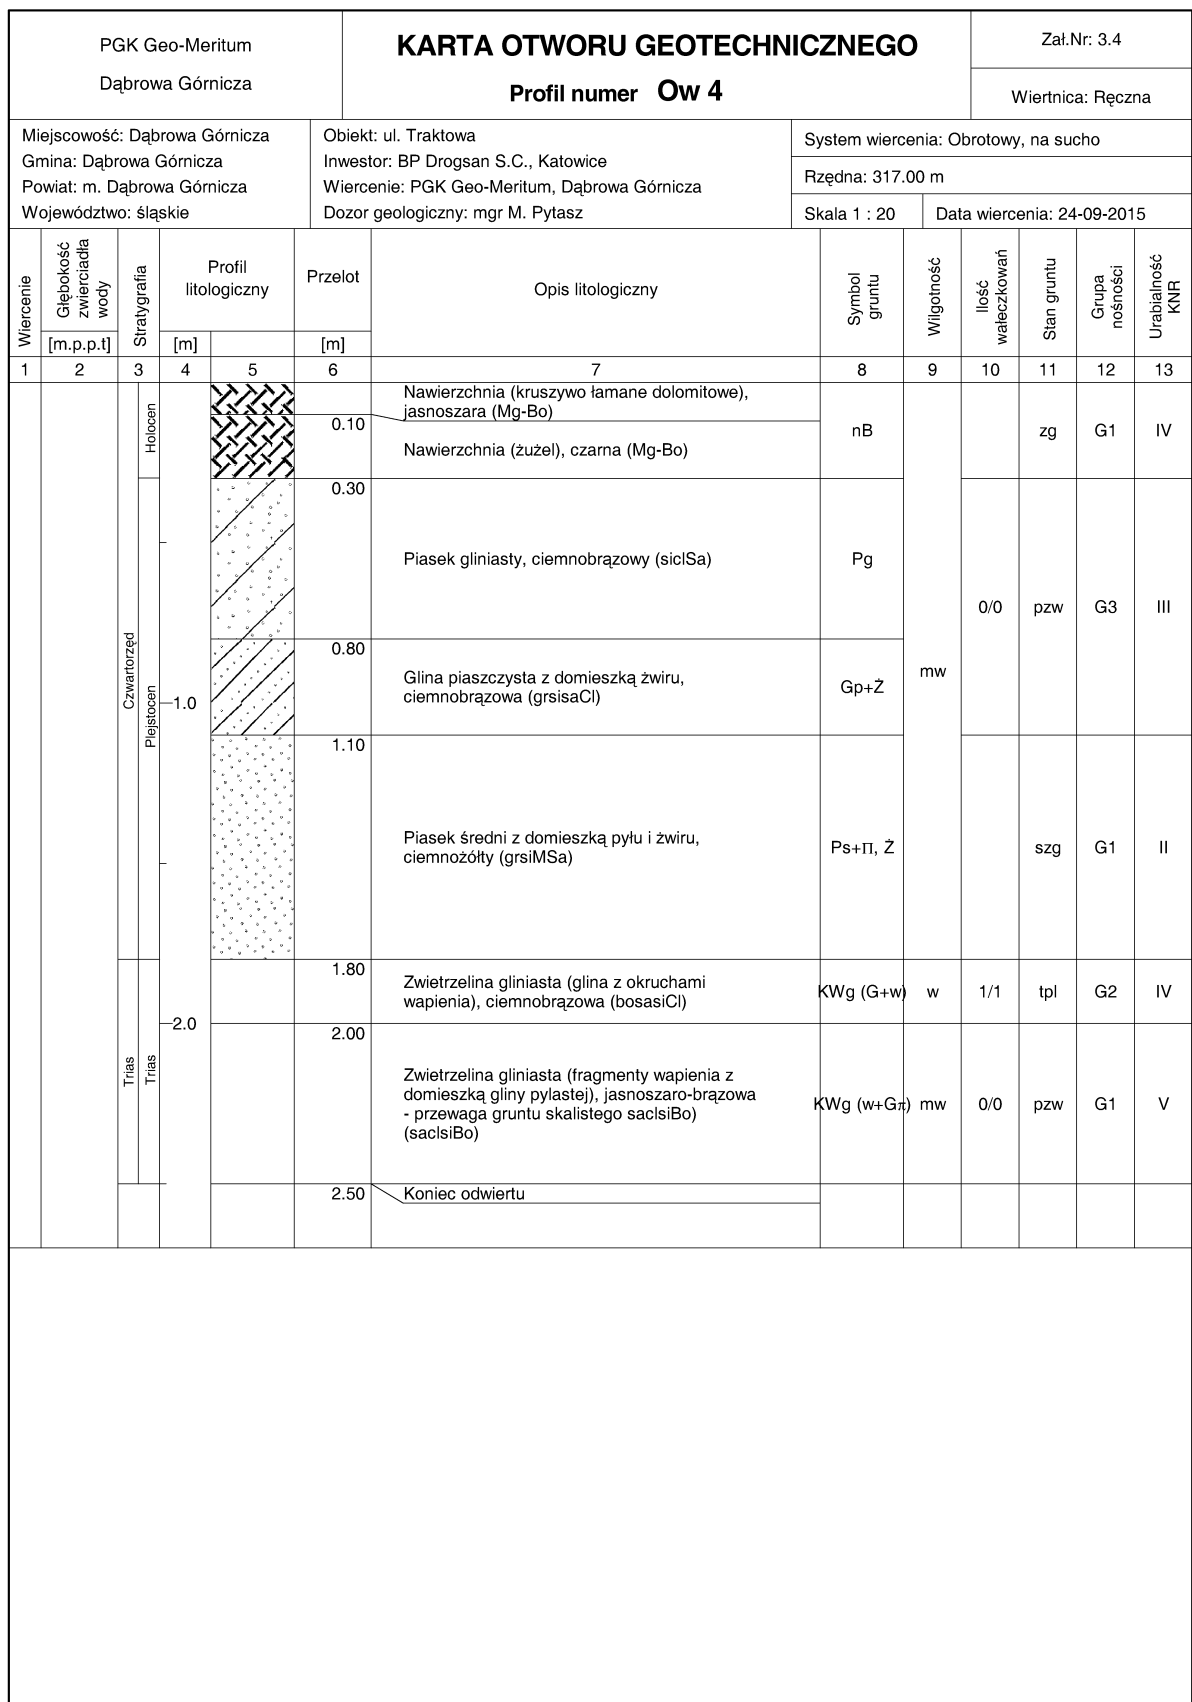 PGK Geo-Meritum
Dąbrowa Górnicza
KARTA OTWORU GEOTECHNICZNEGO
Profil numer Ow 4
Zał.Nr: 3.4
Wiertnica: Ręczna
Miejscowość: Dąbrowa Górnicza
Gmina: Dąbrowa Górnicza
Powiat: m. Dąbrowa Górnicza
Województwo: śląskie
Obiekt: ul. Traktowa
Inwestor: BP Drogsan S.C., Katowice
Wiercenie: PGK Geo-Meritum, Dąbrowa Górnicza
Dozor geologiczny: mgr M. Pytasz
System wiercenia: Obrotowy, na sucho
Rzędna: 317.00 m
Skala 1 : 20
Data wiercenia: 24-09-2015
Wiercenie
Głębokość
zwierciadła
wody
[m.p.p.t]
Stratygrafia
Profil
litologiczny
[m]
Przelot
[m]
Opis litologiczny
Symbol
gruntu
Wilgotność
Ilość
wałeczkowań
Stan gruntu
Grupa
nośności
Urabialność
KNR
1 2 3 4 5 6 7 8 9 10 11 12 13
Holocen
Czwartorzęd
Plejstocen
Trias
Trias
1.0
2.0
Nawierzchnia (kruszywo łamane dolomitowe),
jasnoszara (Mg-Bo)
0.10
Nawierzchnia (żużel), czarna (Mg-Bo)
nB zg G1 IV
0.30
Piasek gliniasty, ciemnobrązowy (siclSa)
Pg
0/0 pzw G3 III
0.80
Glina piaszczysta z domieszką żwiru,
ciemnobrązowa (grsisaCl)
Gp+Ż
mw
1.10
Piasek średni z domieszką pyłu i żwiru,
ciemnożółty (grsiMSa)
Ps+Π, Ż szg G1 II
1.80
Zwietrzelina gliniasta (glina z okruchami
wapienia), ciemnobrązowa (bosasiCl)
KWg (G+w) w 1/1 tpl G2 IV
2.00
Zwietrzelina gliniasta (fragmenty wapienia z
domieszką gliny pylastej), jasnoszaro-brązowa
- przewaga gruntu skalistego saclsiBo)
(saclsiBo)
KWg (w+Gπ) mw 0/0 pzw G1 V
2.50
Koniec odwiertu